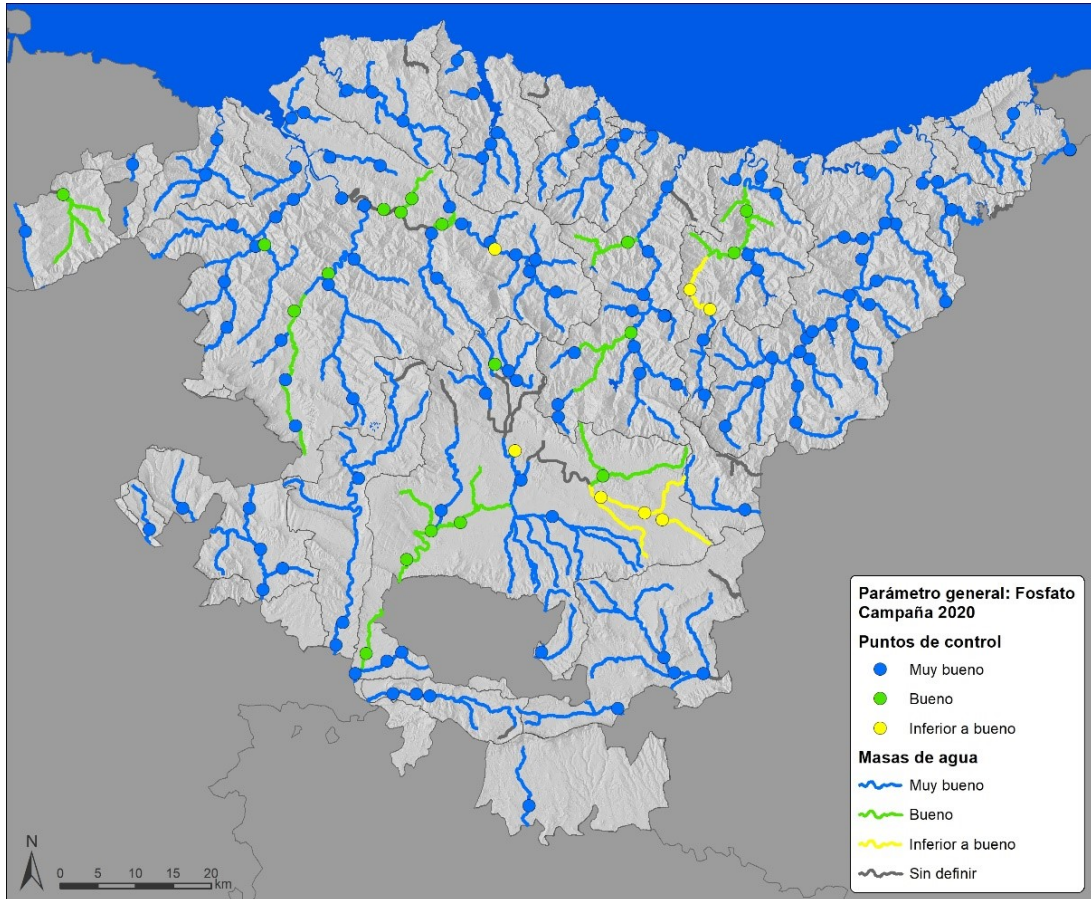 Parámetro general: Fosfato
Campaña 2020
Puntos de control
Muy bueno
Bueno
Inferior a bueno
Masas de agua
Muy bueno
Bueno
Inferior a bueno
Sin definir
N
0 5 10 15 20
km